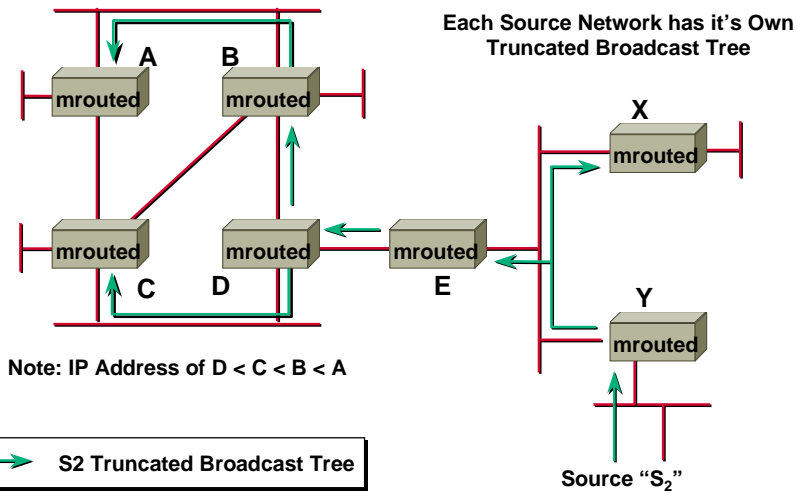 Each Source Network has it's Own
Truncated Broadcast Tree
A
B
mrouted
mrouted
X
mrouted
mrouted
mrouted
mrouted
C
D
E
Y
mrouted
Note: IP Address of D < C < B < A
S2 Truncated Broadcast Tree
Source “S₂”